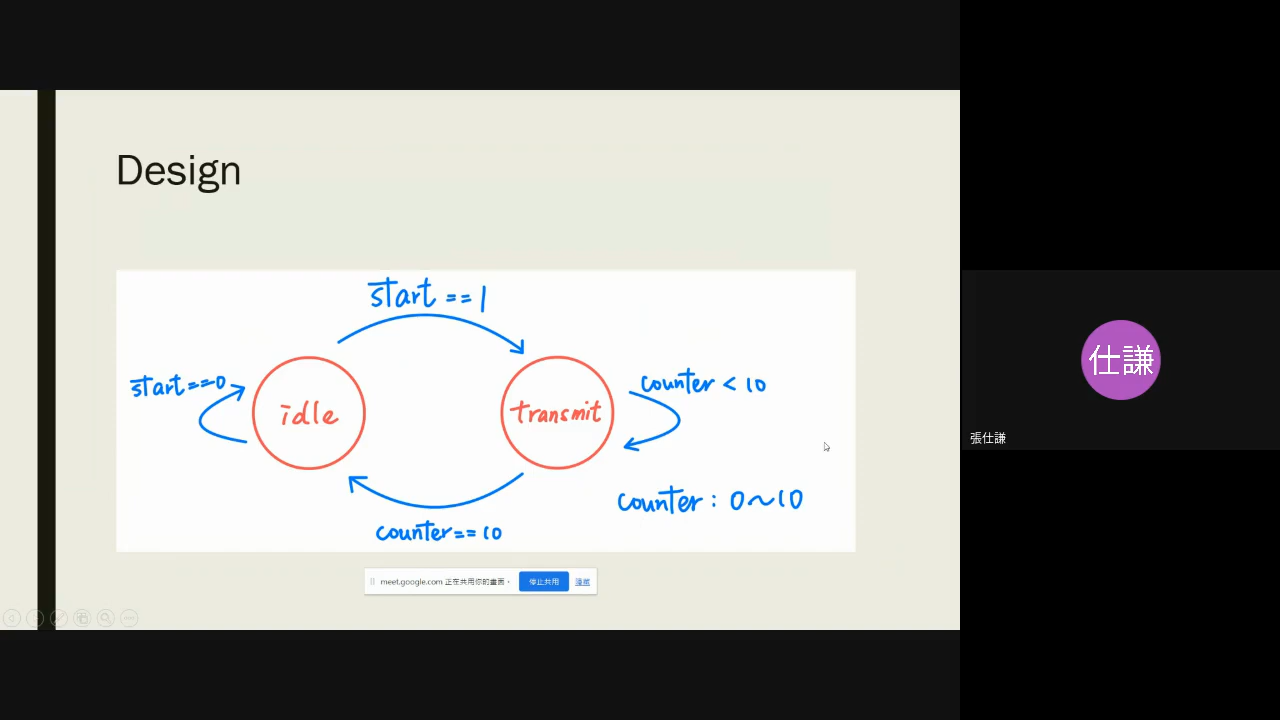 Design
start == 1
start==0
counter < 10
idle
transmit
counter : 0~10
counter==10
meet.google.com 正在共用你的畫面。
停止共用
隱藏
仕謙
張仕謙